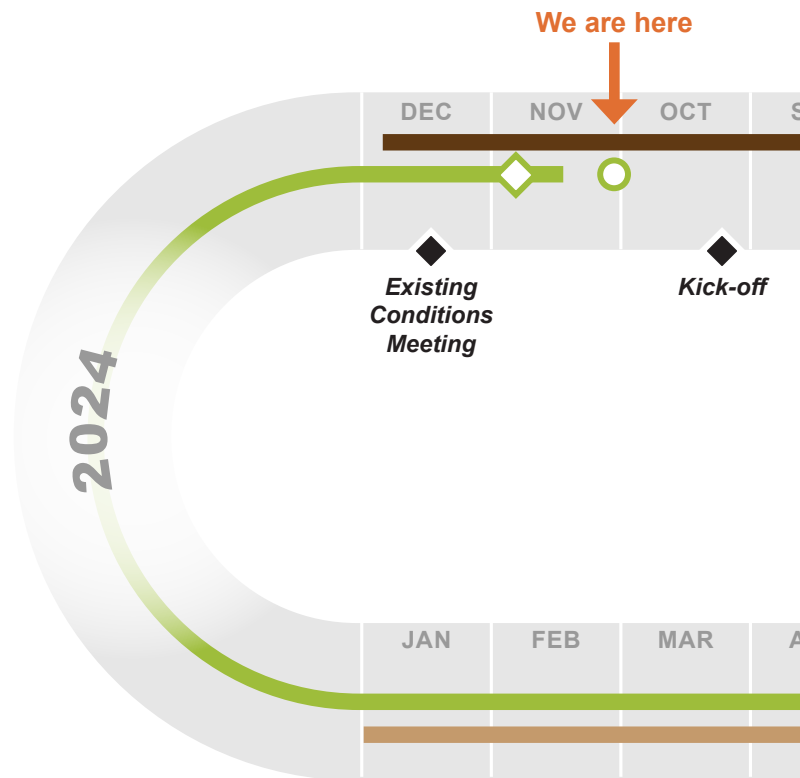 We are here
DEC NOV OCT S
Existing
Conditions
Meeting
Kick-off
2024
JAN FEB MAR A